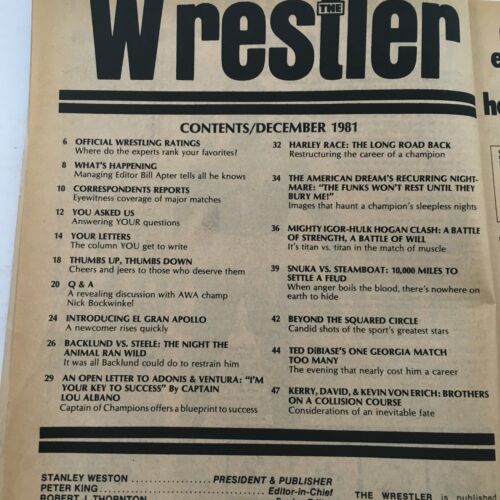 THE
Wrestler
CONTENTS/DECEMBER 1981
6 OFFICIAL WRESTLING RATINGS
Where do the experts rank your favorites?
8 WHAT'S HAPPENING
Managing Editor Bill Apter tells all he knows
10 CORRESPONDENTS REPORTS
Eyewitness coverage of major matches
12 YOU ASKED US
Answering YOUR questions
14 YOUR LETTERS
The column YOU get to write
18 THUMBS UP, THUMBS DOWN
Cheers and jeers to those who deserve them
20 Q & A
A revealing discussion with AWA champ
Nick Bockwinkel
24 INTRODUCING EL GRAN APOLLO
A newcomer rises quickly
26 BACKLUND VS. STEELE: THE NIGHT THE
ANIMAL RAN WILD
It was all Backlund could do to restrain him
29 AN OPEN LETTER TO ADONIS & VENTURA: "I'M
YOUR KEY TO SUCCESS" By CAPTAIN
LOU ALBANO
Captain of Champions offers a blueprint to success
32 HARLEY RACE: THE LONG ROAD BACK
Restructuring the career of a champion
34 THE AMERICAN DREAM'S RECURRING NIGHT-
MARE: "THE FUNKS WON'T REST UNTIL THEY
BURY ME!"
Images that haunt a champion's sleepless nights
36 MIGHTY IGOR-HULK HOGAN CLASH: A BATTLE
OF STRENGTH, A BATTLE OF WILL
It's titan vs. titan in the match of muscle
39 SNUKA VS. STEAMBOAT: 10,000 MILES TO
SETTLE A FEUD
When anger boils the blood, there's nowhere on
earth to hide
42 BEYOND THE SQUARED CIRCLE
Candid shots of the sport's greatest stars
44 TED DiBIASE'S ONE GEORGIA MATCH
TOO MANY
The evening that nearly cost him a career
47 KERRY, DAVID, & KEVIN VON ERICH: BROTHERS
ON A COLLISION COURSE
Considerations of an inevitable fate
STANLEY WESTON PRESIDENT & PUBLISHER
PETER KING Editor-in-Chief
ROBERT J. THORNTON
THE WRESTLER is published